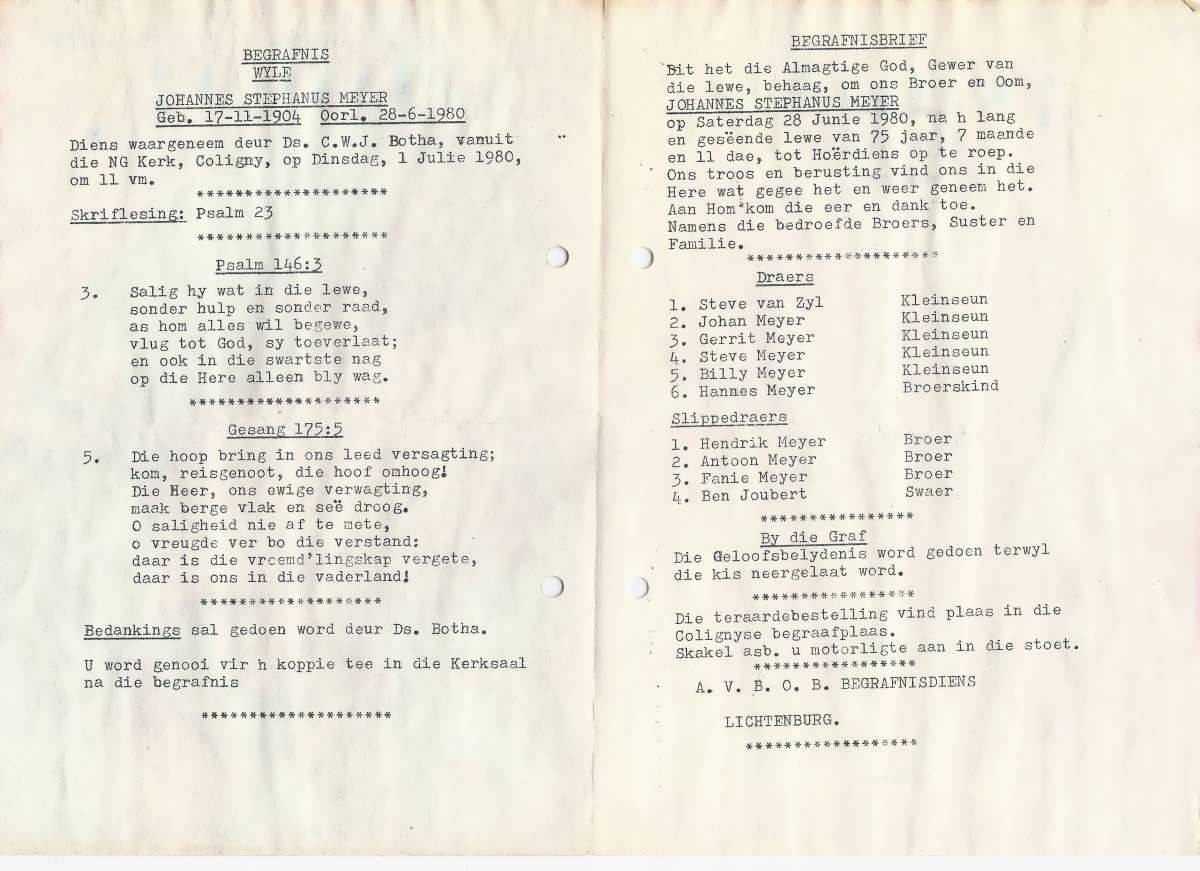 BEGRAFNIS
WYLE
JOHANNES STEPHANUS MEYER
Geb. 17-11-1904 Oorl. 28-6-1980
Diens waargeneem deur Ds. C.W.J. Botha, vanuit
die NG Kerk, Coligny, op Dinsdag, 1 Julie 1980,
om 11 vm.
********************
Skriflesing: Psalm 23
********************
Psalm 146:3
3. Salig hy wat in die lewe,
sonder hulp en sonder raad,
as hom alles wil begewe,
vlug tot God, sy toeverlaat;
en ook in die swartste nag
op die Here alleen bly wag.
********************
Gesang 175:5
5. Die hoop bring in ons leed versagting;
kom, reisgenoot, die hoof omhoog!
Die Heer, ons ewige verwagting,
maak berge vlak en seë droog.
O saligheid nie af te mete,
o vreugde ver bo die verstand:
daar is die vreemd'lingskap vergete,
daar is ons in die vaderland!
*******************
Bedankings sal gedoen word deur Ds. Botha.
U word genooi vir h koppie tee in die Kerksaal
na die begrafnis
********************
BEGRAFNISBRIEF
Dit het die Almagtige God, Gewer van
die lewe, behaag, om ons Broer en Oom,
JOHANNES STEPHANUS MEYER
op Saterdag 28 Junie 1980, na h lang
en geseënde lewe van 75 jaar, 7 maande
en 11 dae, tot Hoërdiens op te roep.
Ons troos en berusting vind ons in die
Here wat gegee het en weer geneem het.
Aan Hom kom die eer en dank toe.
Namens die bedroefde Broers, Suster en
Familie.
********************
Draers
1. Steve van Zyl Kleinseun
2. Johan Meyer Kleinseun
3. Gerrit Meyer Kleinseun
4. Steve Meyer Kleinseun
5. Billy Meyer Kleinseun
6. Hannes Meyer Broerskind
Slippedraers
1. Hendrik Meyer Broer
2. Antoon Meyer Broer
3. Fanie Meyer Broer
4. Ben Joubert Swaer
****************
By die Graf
Die Geloofsbelydenis word gedoen terwyl
die kis neergelaat word.
*****************
Die teraardebestelling vind plaas in die
Colignyse begraafplaas.
Skakel asb. u motorligte aan in die stoet.
*****************
A. V. B. O. B. BEGRAFNISDIENS
LICHTENBURG.
******************